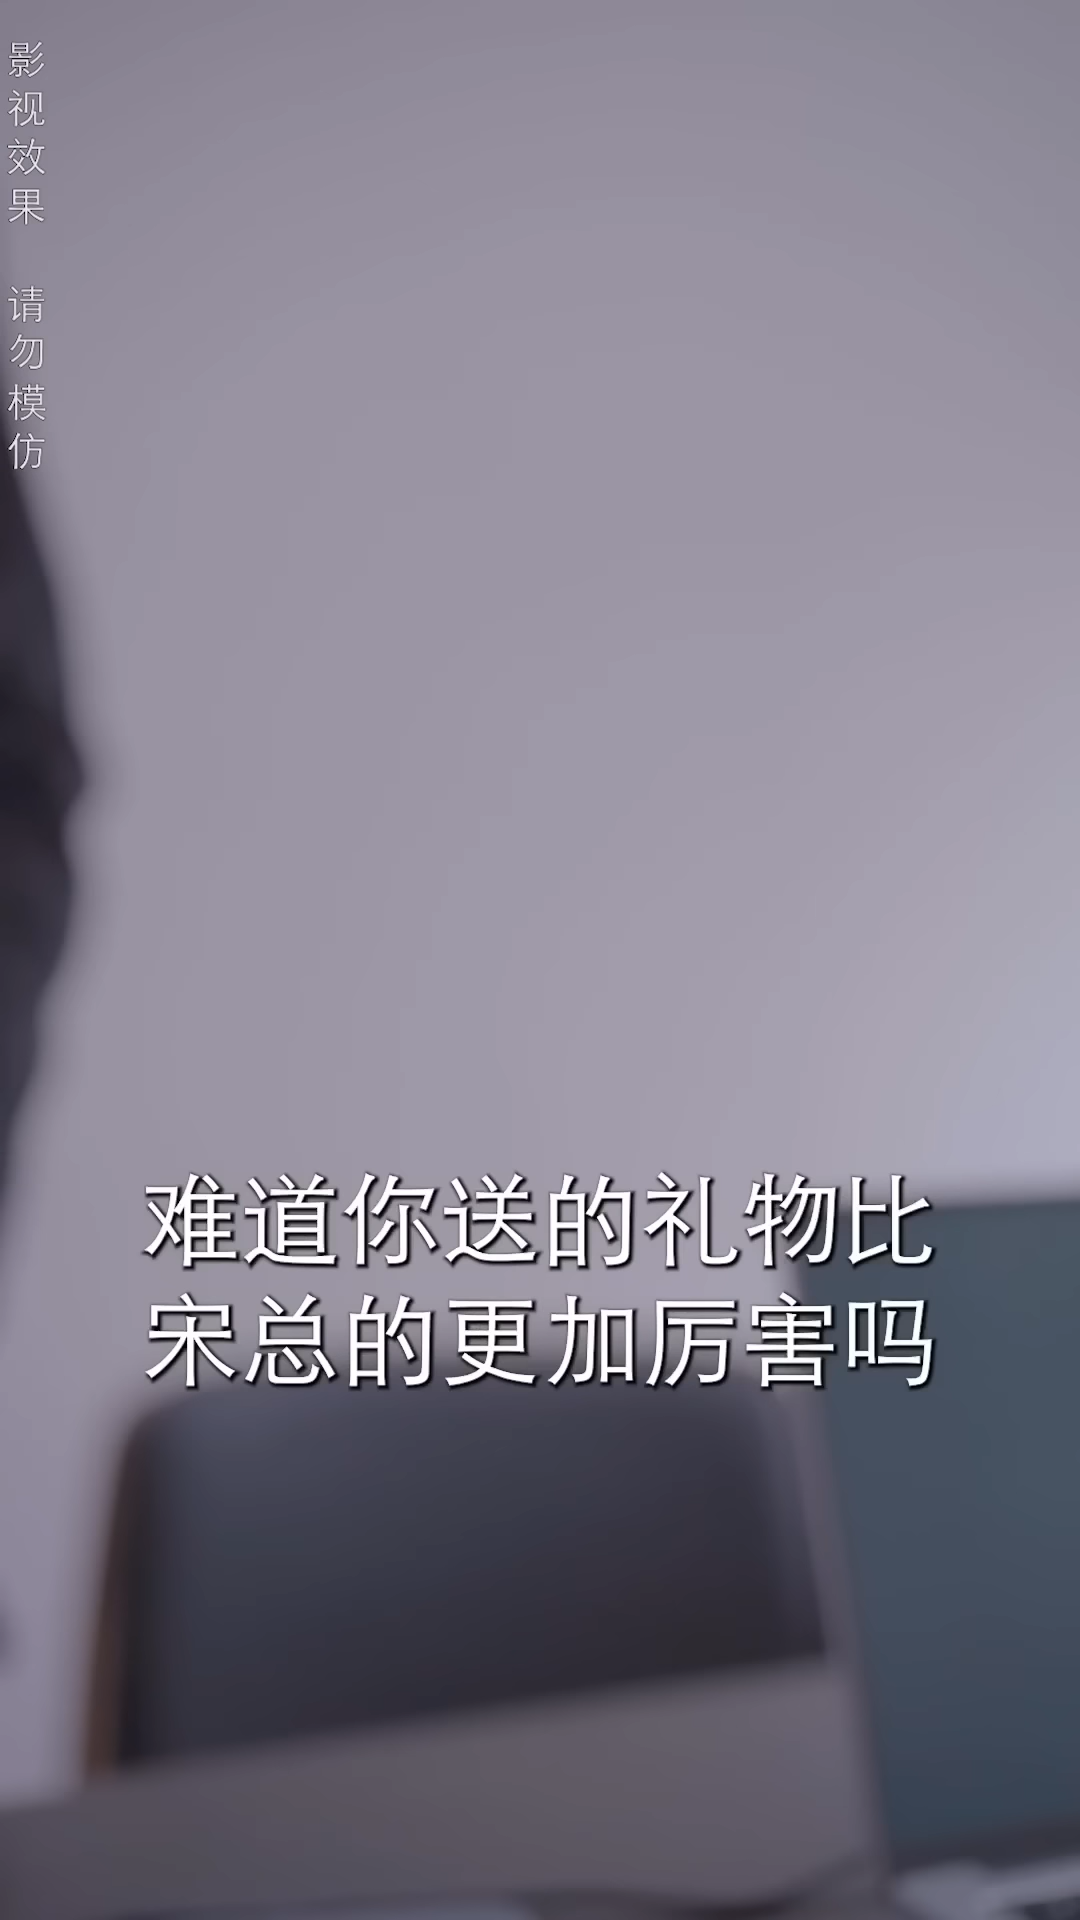 影视效果 请勿模仿
难道你送的礼物比
宋总的更加厉害吗